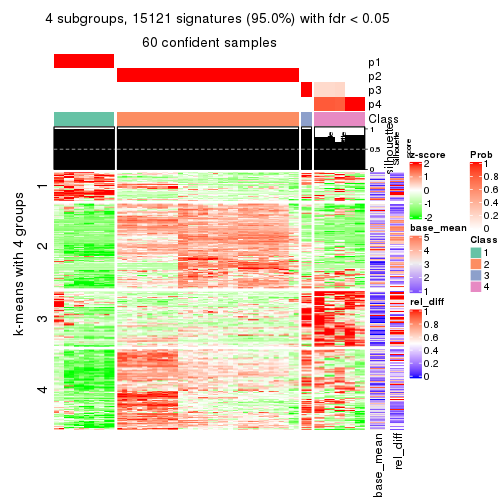 4 subgroups, 15121 signatures (95.0%) with fdr < 0.05
60 confident samples
p1
p2
p3
p4
Class
1
0.5
0
silhouette
Silhouette
score
k-means with 4 groups
1
2
3
4
base_mean
rel_diff
z-score
2
1
0
-1
-2
base_mean
5
4
3
2
1
rel_diff
1
0.8
0.6
0.4
0.2
0
Prob
1
0.8
0.6
0.4
0.2
0
Class
1
2
3
4